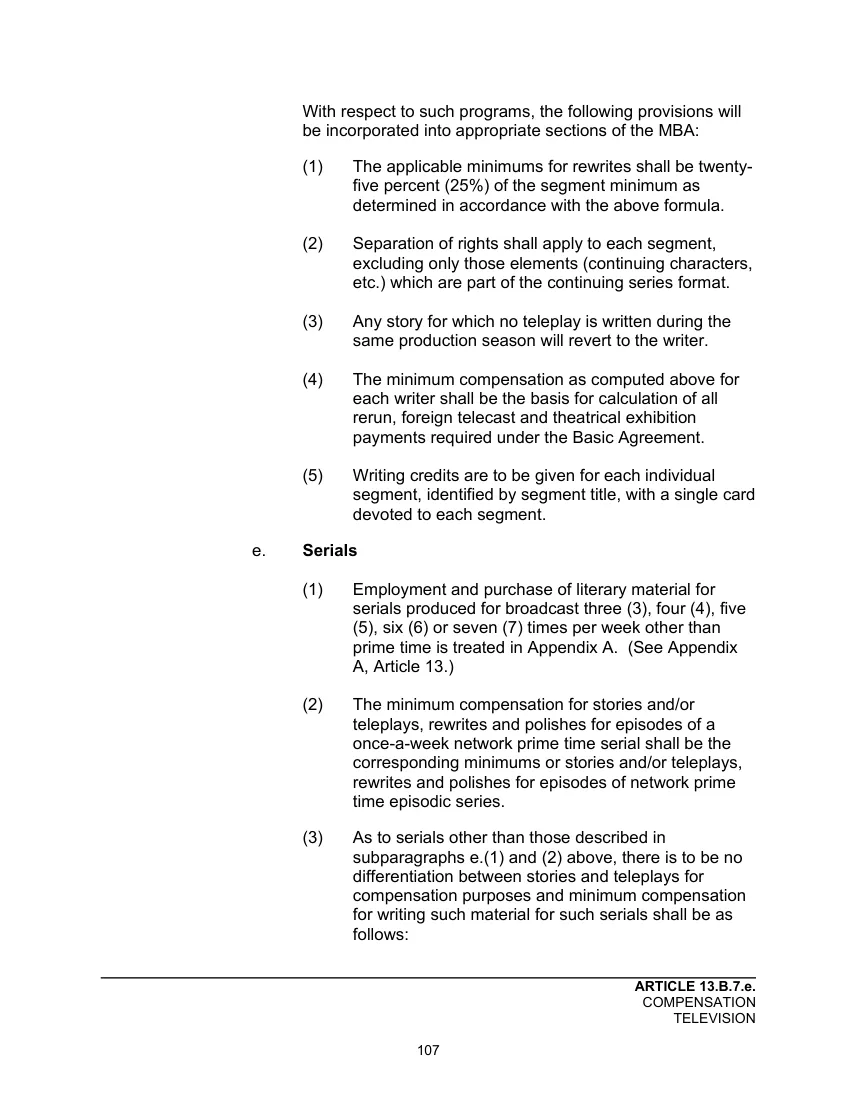 With respect to such programs, the following provisions will
be incorporated into appropriate sections of the MBA:
(1) The applicable minimums for rewrites shall be twenty-
five percent (25%) of the segment minimum as
determined in accordance with the above formula.
(2) Separation of rights shall apply to each segment,
excluding only those elements (continuing characters,
etc.) which are part of the continuing series format.
(3) Any story for which no teleplay is written during the
same production season will revert to the writer.
(4) The minimum compensation as computed above for
each writer shall be the basis for calculation of all
rerun, foreign telecast and theatrical exhibition
payments required under the Basic Agreement.
(5) Writing credits are to be given for each individual
segment, identified by segment title, with a single card
devoted to each segment.
e. Serials
(1) Employment and purchase of literary material for
serials produced for broadcast three (3), four (4), five
(5), six (6) or seven (7) times per week other than
prime time is treated in Appendix A. (See Appendix
A, Article 13.)
(2) The minimum compensation for stories and/or
teleplays, rewrites and polishes for episodes of a
once-a-week network prime time serial shall be the
corresponding minimums or stories and/or teleplays,
rewrites and polishes for episodes of network prime
time episodic series.
(3) As to serials other than those described in
subparagraphs e.(1) and (2) above, there is to be no
differentiation between stories and teleplays for
compensation purposes and minimum compensation
for writing such material for such serials shall be as
follows:
ARTICLE 13.B.7.e.
COMPENSATION
TELEVISION
107